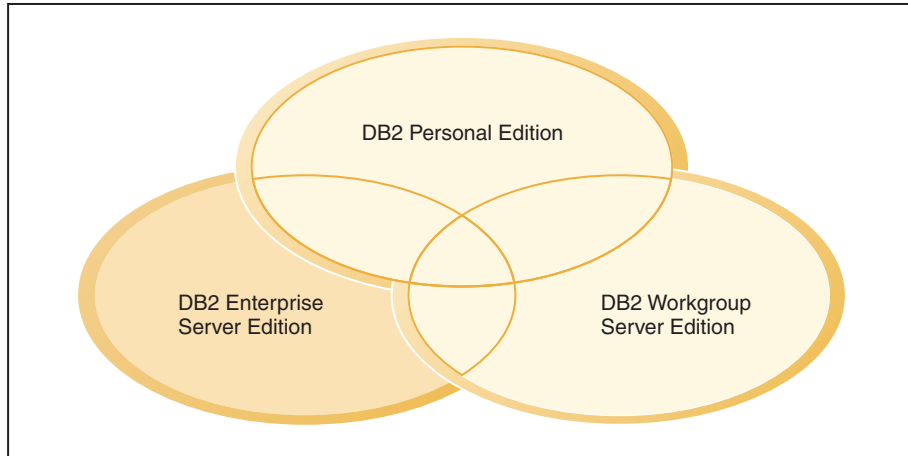 DB2 Personal Edition
DB2 Enterprise
Server Edition
DB2 Workgroup
Server Edition